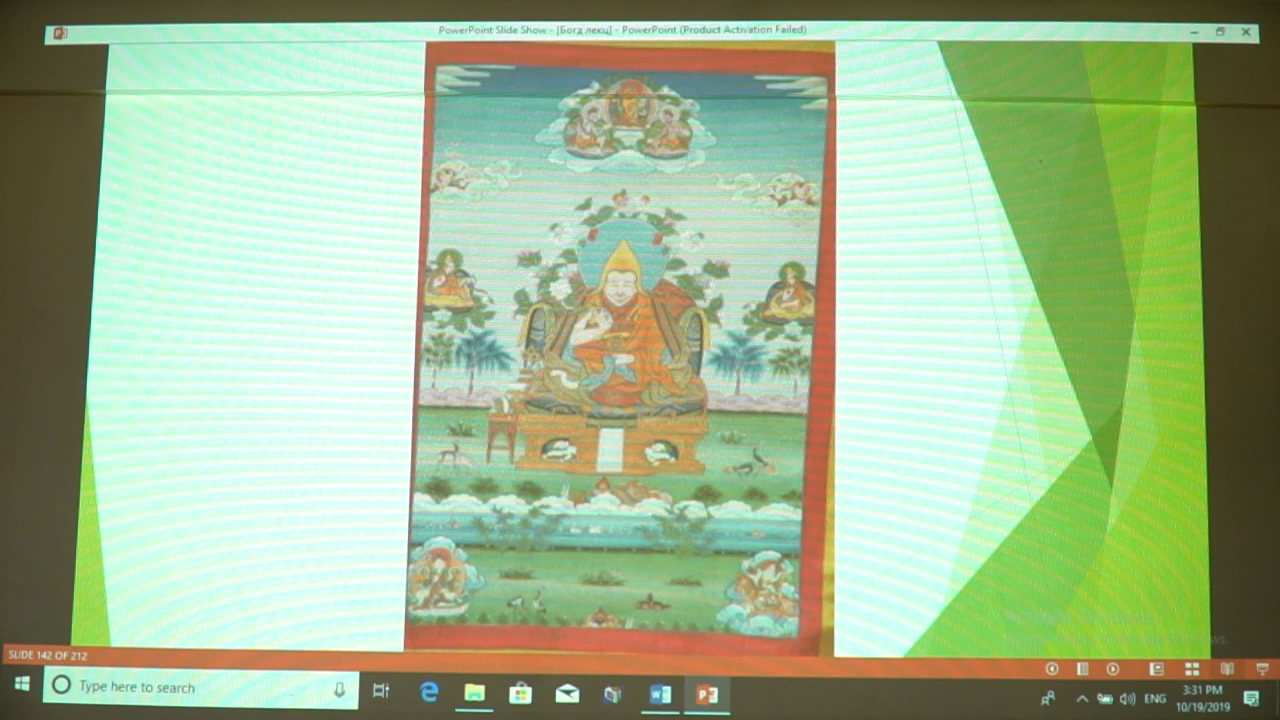 PowerPoint Slide Show - [Богд лекц] - PowerPoint (Product Activation Failed)
SLIDE 142 OF 212
Type here to search
ENG
3:31 PM
10/19/2019